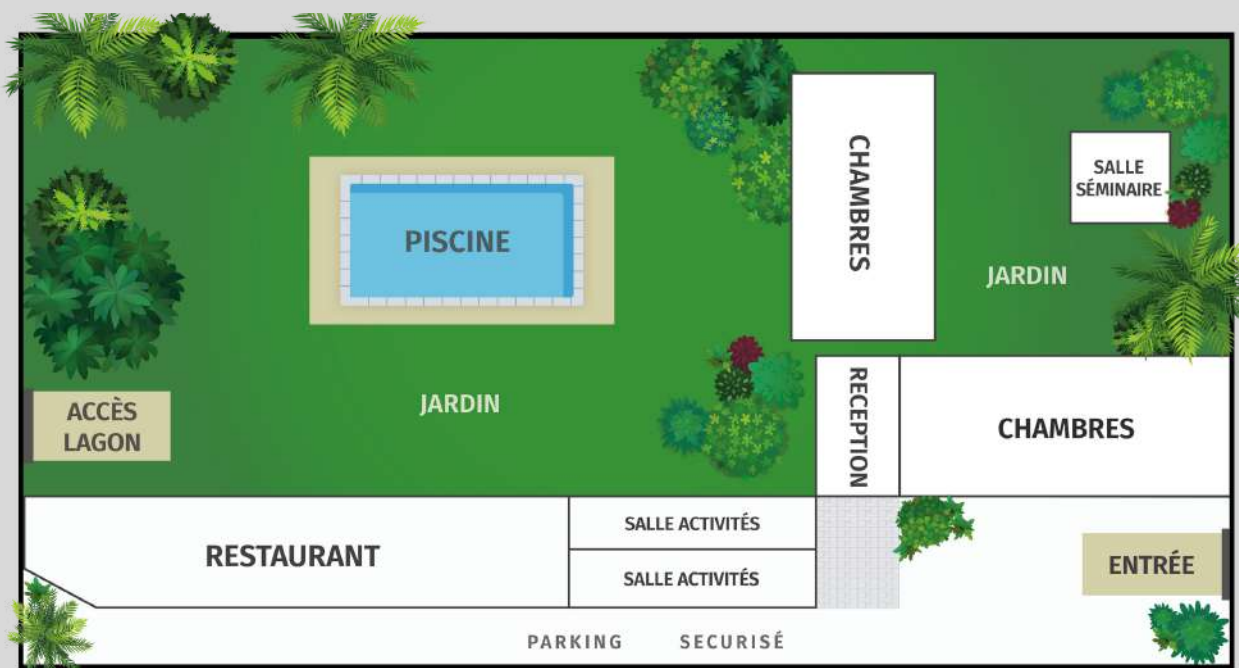 CHAMBRES
SALLE
SÉMINAIRE
PISCINE
JARDIN
ACCÈS
LAGON
JARDIN
RECEPTION
CHAMBRES
RESTAURANT
SALLE ACTIVITÉS
SALLE ACTIVITÉS
ENTRÉE
PARKING SECURISÉ